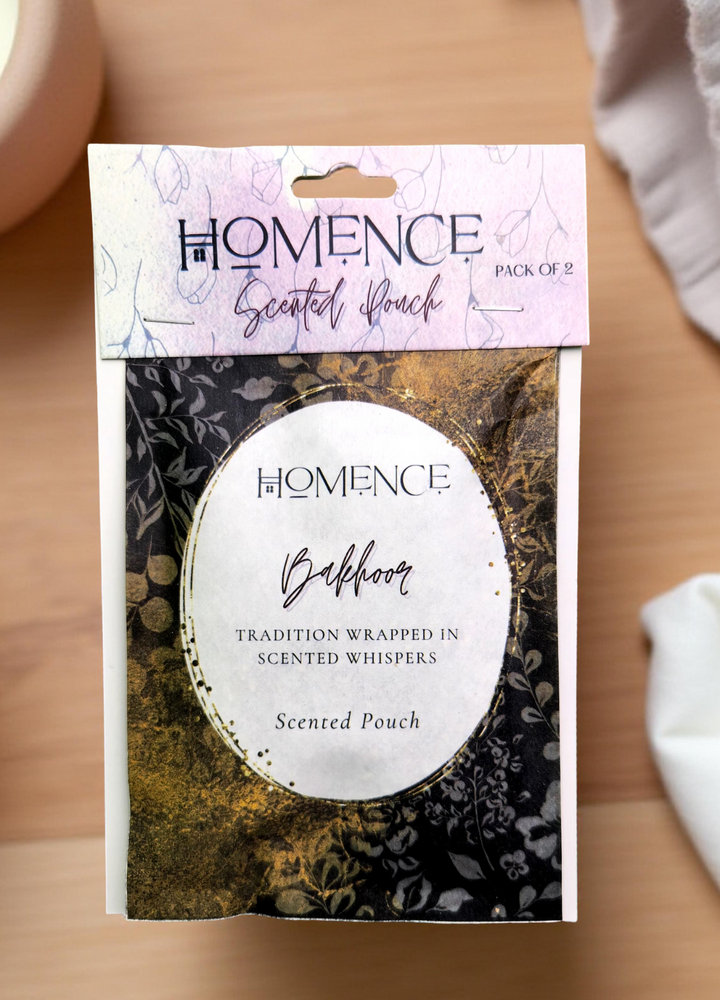 HOMENCE
PACK OF 2
Scented Pouch
HOMENCE
Bakhoor
TRADITION WRAPPED IN
SCENTED WHISPERS
Scented Pouch